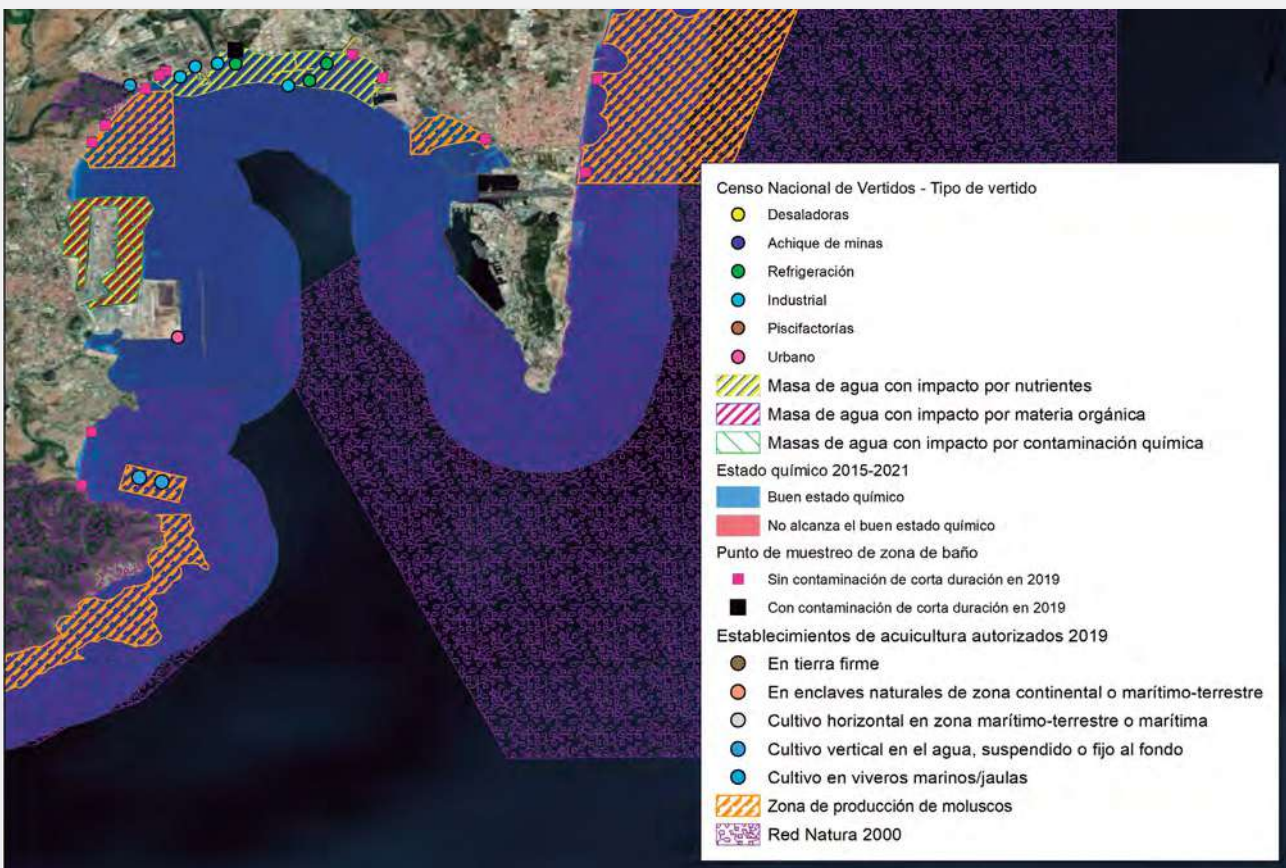 Censo Nacional de Vertidos - Tipo de vertido
Desaladoras
Achique de minas
Refrigeración
Industrial
Piscifactorías
Urbano
Masa de agua con impacto por nutrientes
Masa de agua con impacto por materia orgánica
Masas de agua con impacto por contaminación química
Estado químico 2015-2021
Buen estado químico
No alcanza el buen estado químico
Punto de muestreo de zona de baño
Sin contaminación de corta duración en 2019
Con contaminación de corta duración en 2019
Establecimientos de acuicultura autorizados 2019
En tierra firme
En enclaves naturales de zona continental o marítimo-terrestre
Cultivo horizontal en zona marítimo-terrestre o marítima
Cultivo vertical en el agua, suspendido o fijo al fondo
Cultivo en viveros marinos/jaulas
Zona de producción de moluscos
Red Natura 2000